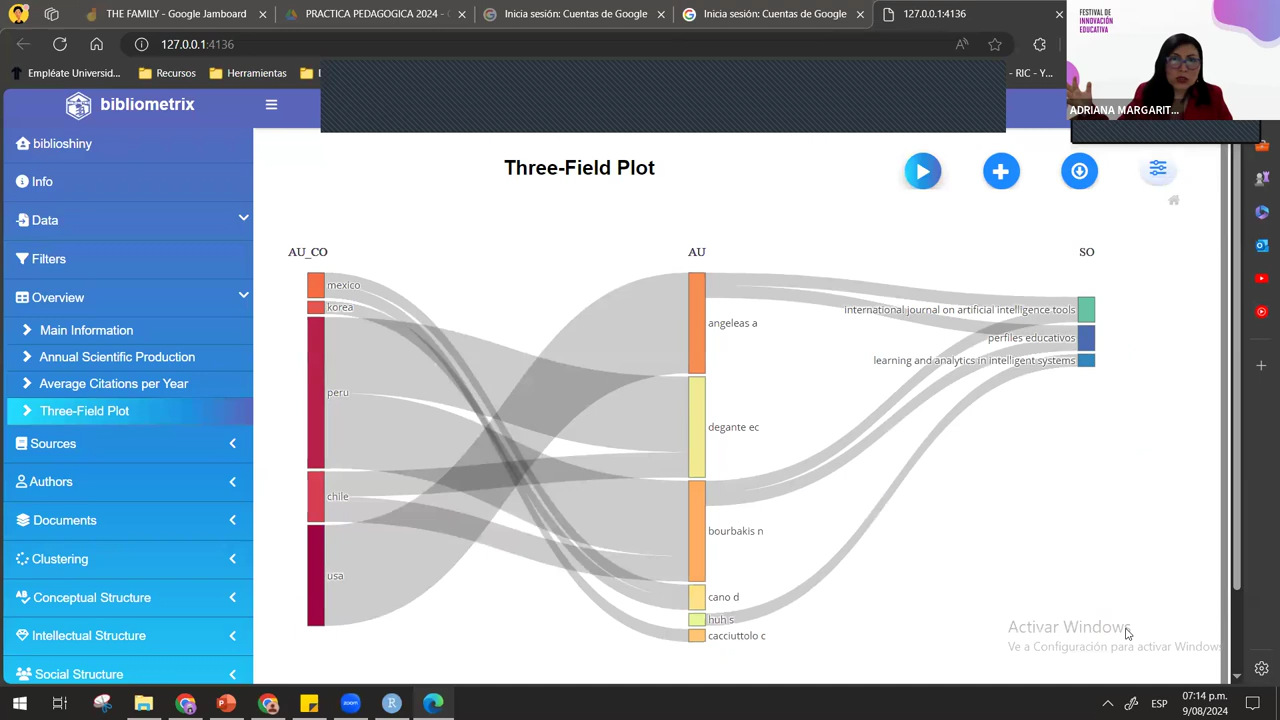 THE FAMILY - Google Jamboard
PRACTICA PEDAGOGICA 2024 -
Inicia sesión: Cuentas de Google
Inicia sesión: Cuentas de Google
127.0.0.1:4136
127.0.0.1:4136
Empléate Universid...
Recursos
Herramientas
- RIC - Y...
FESTIVAL DE
INNOVACIÓN
EDUCATIVA
ADRIANA MARGARIT...
bibliometrix
biblioshiny
Info
Data
Filters
Overview
Main Information
Annual Scientific Production
Average Citations per Year
Three-Field Plot
Sources
Authors
Documents
Clustering
Conceptual Structure
Intellectual Structure
Social Structure
Three-Field Plot
AU_CO
AU
SO
mexico
korea
peru
chile
usa
angeleas a
degante ec
bourbakis n
cano d
huh s
cacciuttolo c
international journal on artificial intelligence tools
perfiles educativos
learning and analytics in intelligent systems
Activar Windows
Ve a Configuración para activar Windows
zoom
R
ESP
07:14 p.m.
9/08/2024